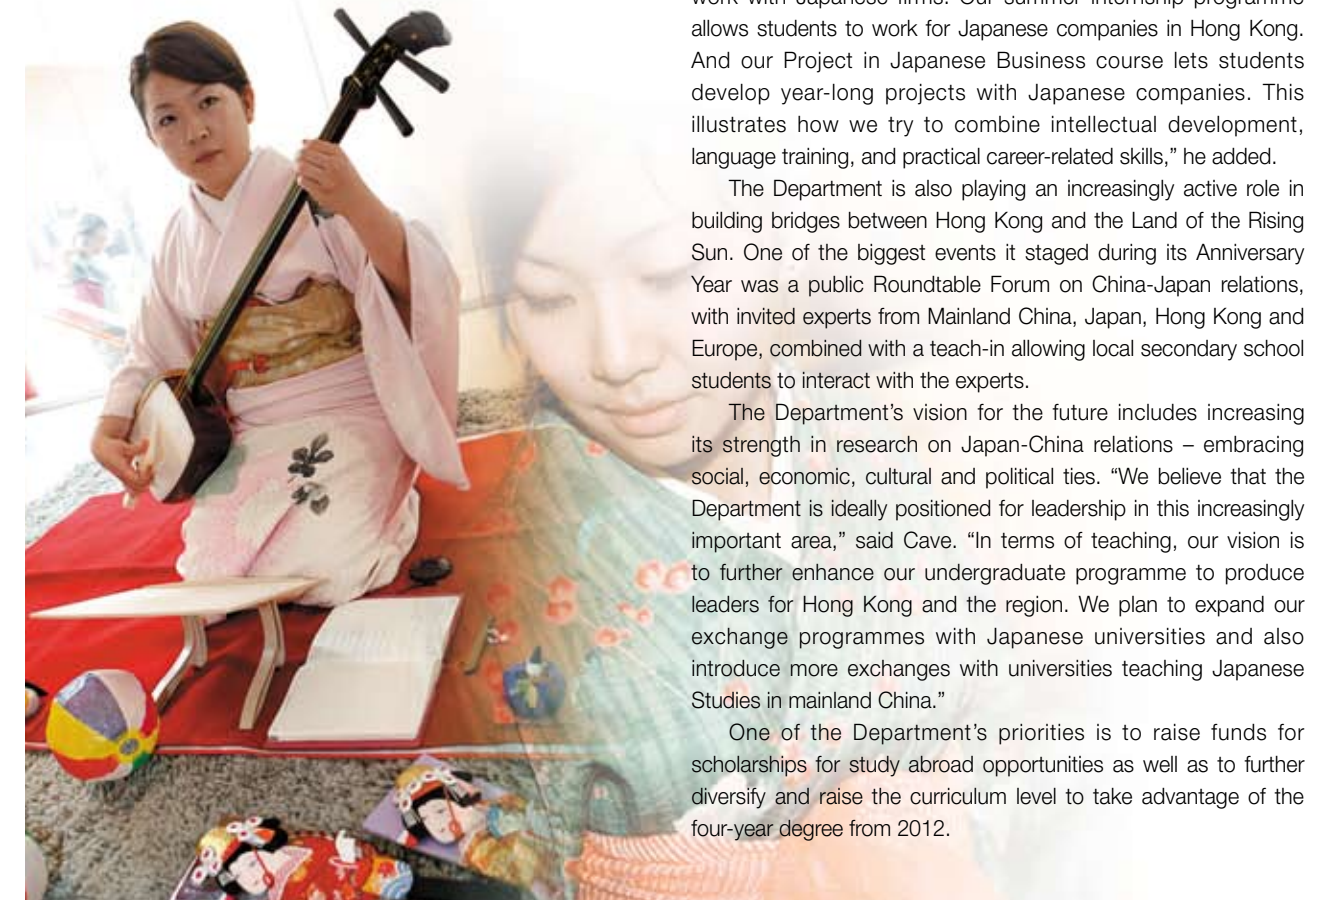 work with Japanese firms. Our summer internship programme
allows students to work for Japanese companies in Hong Kong.
And our Project in Japanese Business course lets students
develop year-long projects with Japanese companies. This
illustrates how we try to combine intellectual development,
language training, and practical career-related skills,” he added.
The Department is also playing an increasingly active role in
building bridges between Hong Kong and the Land of the Rising
Sun. One of the biggest events it staged during its Anniversary
Year was a public Roundtable Forum on China-Japan relations,
with invited experts from Mainland China, Japan, Hong Kong and
Europe, combined with a teach-in allowing local secondary school
students to interact with the experts.
The Department’s vision for the future includes increasing
its strength in research on Japan-China relations – embracing
social, economic, cultural and political ties. “We believe that the
Department is ideally positioned for leadership in this increasingly
important area,” said Cave. “In terms of teaching, our vision is
to further enhance our undergraduate programme to produce
leaders for Hong Kong and the region. We plan to expand our
exchange programmes with Japanese universities and also
introduce more exchanges with universities teaching Japanese
Studies in mainland China.”
One of the Department’s priorities is to raise funds for
scholarships for study abroad opportunities as well as to further
diversify and raise the curriculum level to take advantage of the
four-year degree from 2012.